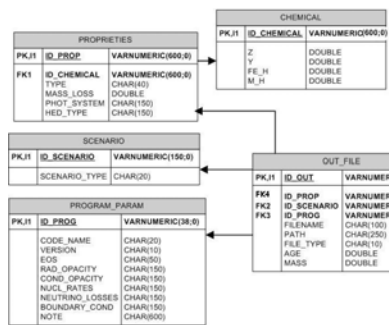 PROPRIETIES
PK,I1 ID_PROP VARNUMERIC(600;0)
FK1 ID_CHEMICAL VARNUMERIC(600;0)
TYPE CHAR(40)
MASS_LOSS DOUBLE
PHOT_SYSTEM CHAR(150)
HED_TYPE CHAR(150)
CHEMICAL
PK,I1 ID_CHEMICAL VARNUMERIC(600;0)
Z DOUBLE
Y DOUBLE
FE_H DOUBLE
M_H DOUBLE
SCENARIO
PK,I1 ID_SCENARIO VARNUMERIC(150;0)
SCENARIO_TYPE CHAR(20)
PROGRAM_PARAM
PK,I1 ID_PROG VARNUMERIC(38;0)
CODE_NAME CHAR(20)
VERSION CHAR(10)
EOS CHAR(50)
RAD_OPACITY CHAR(150)
COND_OPACITY CHAR(150)
NUCL_RATES CHAR(150)
NEUTRINO_LOSSES CHAR(150)
BOUNDARY_COND CHAR(150)
NOTE CHAR(600)
OUT_FILE
PK,I1 ID_OUT VARNUMER
FK4 ID_PROP VARNUMER
FK2 ID_SCENARIO VARNUMER
FK3 ID_PROG VARNUMER
FILENAME CHAR(100)
PATH CHAR(250)
FILE_TYPE CHAR(10)
AGE DOUBLE
MASS DOUBLE